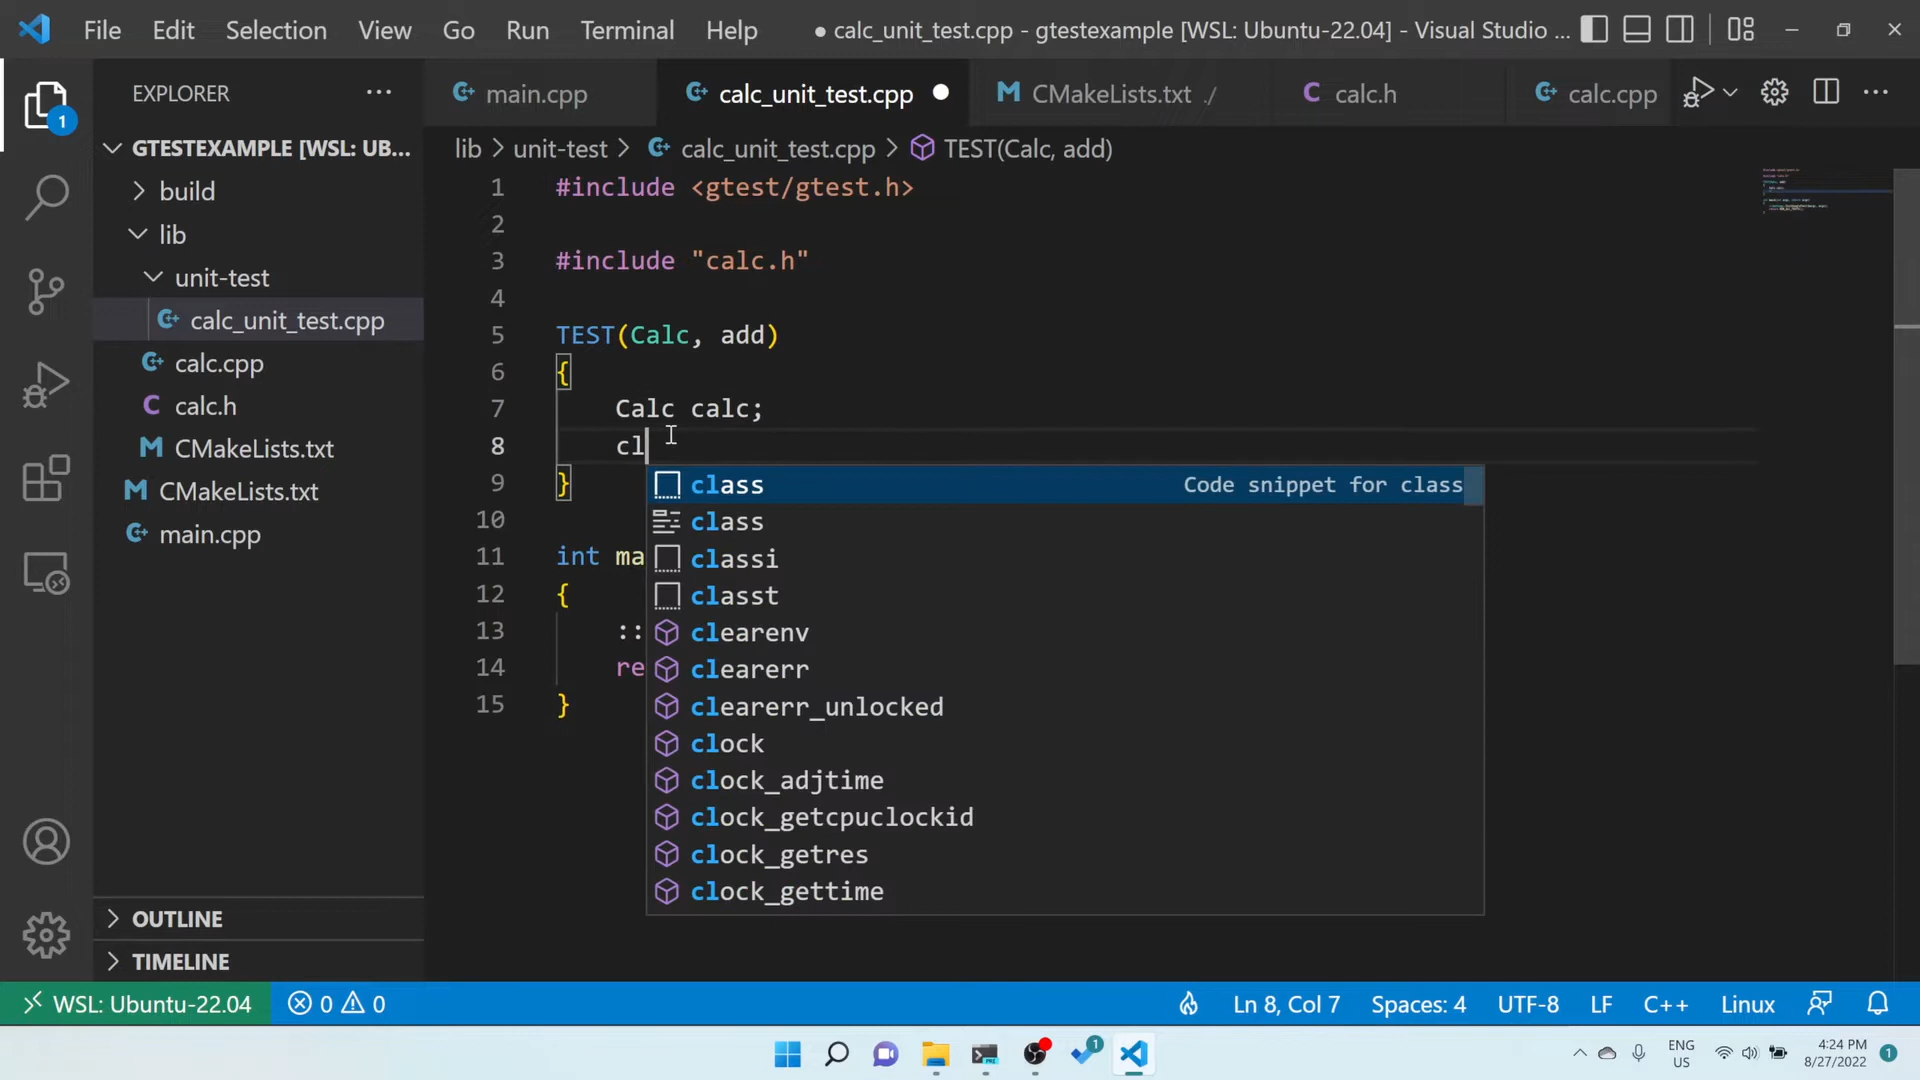 File Edit Selection View Go Run Terminal Help ● calc_unit_test.cpp - gtestexample [WSL: Ubuntu-22.04] - Visual Studio ...
EXPLORER ...
main.cpp calc_unit_test.cpp CMakeLists.txt ./ calc.h calc.cpp
GTESTEXAMPLE [WSL: UB...
build
lib
unit-test
calc_unit_test.cpp
calc.cpp
calc.h
CMakeLists.txt
CMakeLists.txt
main.cpp
OUTLINE
TIMELINE
1
lib > unit-test > calc_unit_test.cpp > TEST(Calc, add)
1 #include <gtest/gtest.h>
2
3 #include "calc.h"
4
5 TEST(Calc, add)
6 {
7 Calc calc;
8 cl
9 }
10
11 int ma
12 {
13 ::
14 re
15 }
class Code snippet for class
class
classi
classt
clearenv
clearerr
clearerr_unlocked
clock
clock_adjtime
clock_getcpuclockid
clock_getres
clock_gettime
WSL: Ubuntu-22.04 0 0 Ln 8, Col 7 Spaces: 4 UTF-8 LF C++ Linux
1
ENG
US
4:24 PM
8/27/2022
1